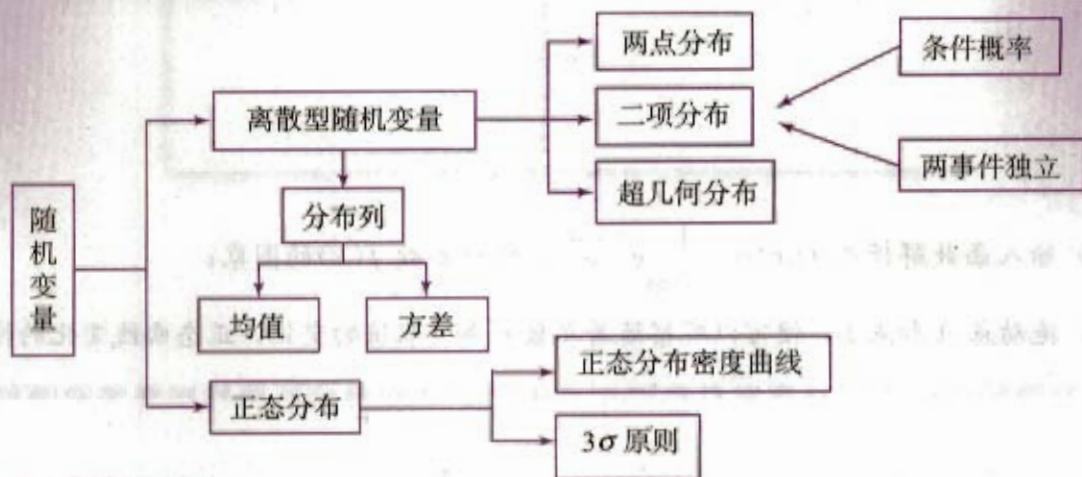 随机变量
离散型随机变量
分布列
均值
方差
两点分布
二项分布
超几何分布
条件概率
两事件独立
正态分布
正态分布密度曲线
3σ 原则